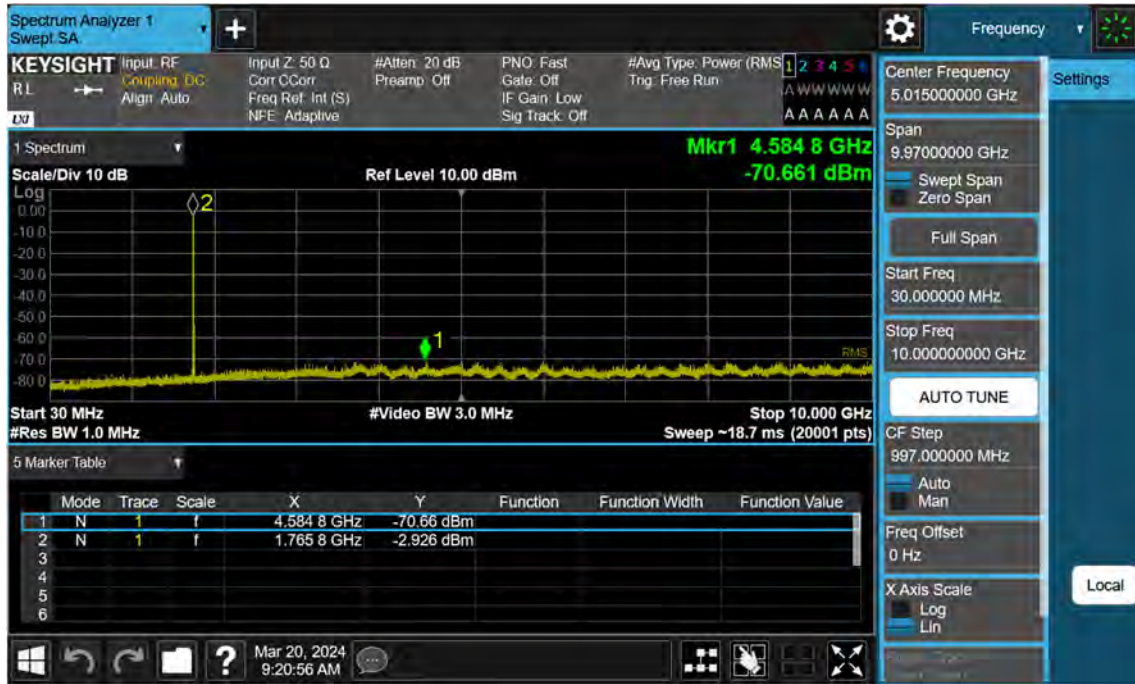 Spectrum Analyzer 1
Swept SA
+
Frequency
KEYSIGHT
RL
LXI
Input: RF
Coupling: DC
Align: Auto
Input Z: 50 Ω
Corr CCorr
Freq Ref: Int (S)
NFE: Adaptive
#Atten: 20 dB
Preamp: Off
PNO: Fast
Gate: Off
IF Gain: Low
Sig Track: Off
#Avg Type: Power (RMS
Trig: Free Run
1 2 3 4 5 6
A W W W W W
A A A A A A
1 Spectrum
Scale/Div 10 dB
Ref Level 10.00 dBm
Mkr1 4.584 8 GHz
-70.661 dBm
Log
0.00
-10.0
-20.0
-30.0
-40.0
-50.0
-60.0
-70.0
-80.0
2
1
RMS
Start 30 MHz
#Res BW 1.0 MHz
#Video BW 3.0 MHz
Stop 10.000 GHz
Sweep ~18.7 ms (20001 pts)
5 Marker Table
Mode Trace Scale X Y Function Function Width Function Value
1 N 1 f 4.584 8 GHz -70.66 dBm
2 N 1 f 1.765 8 GHz -2.926 dBm
3
4
5
6
Mar 20, 2024
9:20:56 AM
?
Center Frequency
5.015000000 GHz
Span
9.97000000 GHz
Swept Span
Zero Span
Full Span
Start Freq
30.000000 MHz
Stop Freq
10.000000000 GHz
AUTO TUNE
CF Step
997.000000 MHz
Auto
Man
Freq Offset
0 Hz
X Axis Scale
Log
Lin
Settings
Local